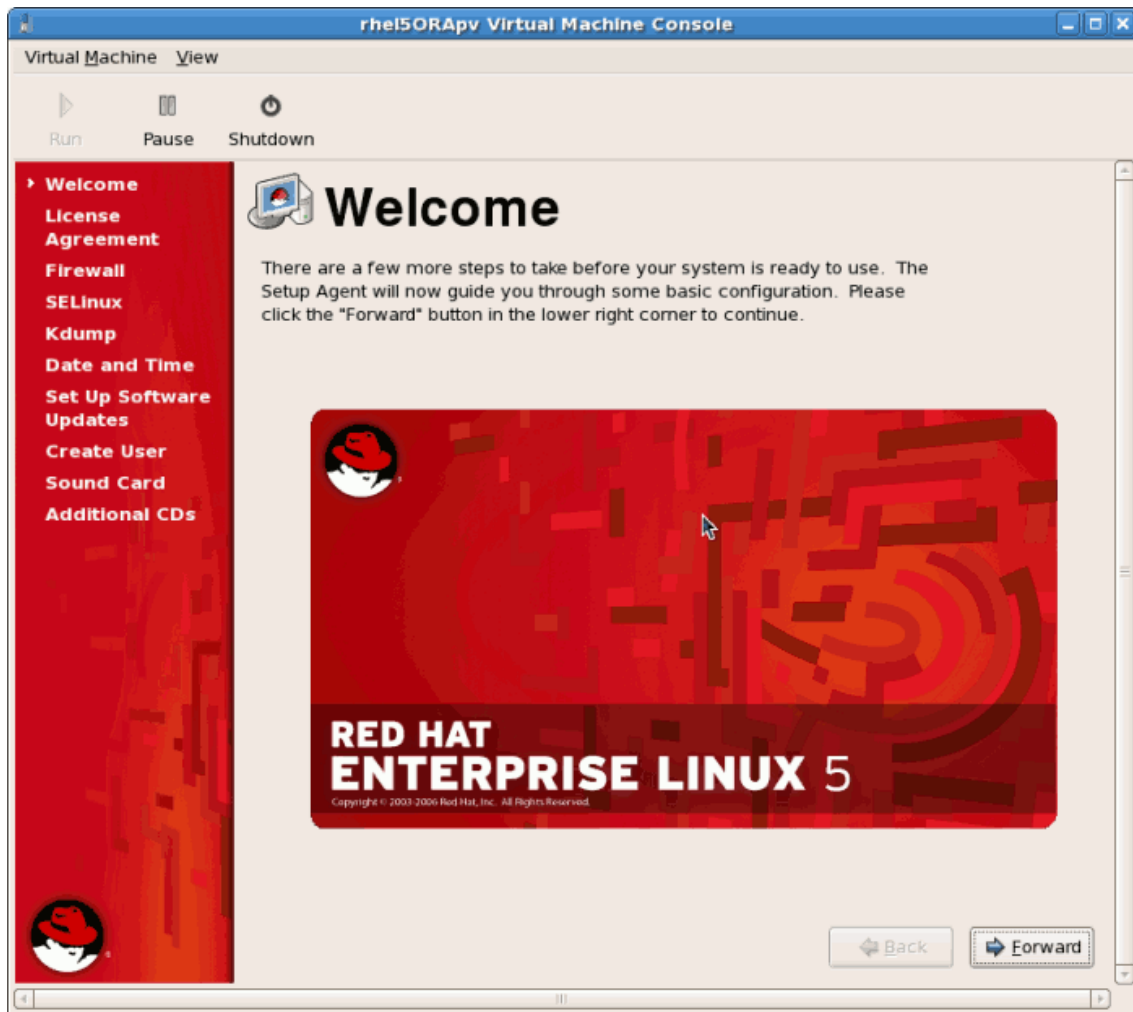 rhel5ORApv Virtual Machine Console
Virtual Machine View
Run Pause Shutdown
Welcome
License
Agreement
Firewall
SELinux
Kdump
Date and Time
Set Up Software
Updates
Create User
Sound Card
Additional CDs
Welcome
There are a few more steps to take before your system is ready to use. The
Setup Agent will now guide you through some basic configuration. Please
click the "Forward" button in the lower right corner to continue.
RED HAT
ENTERPRISE LINUX 5
Copyright © 2003-2006 Red Hat, Inc. All Rights Reserved.
Back Forward